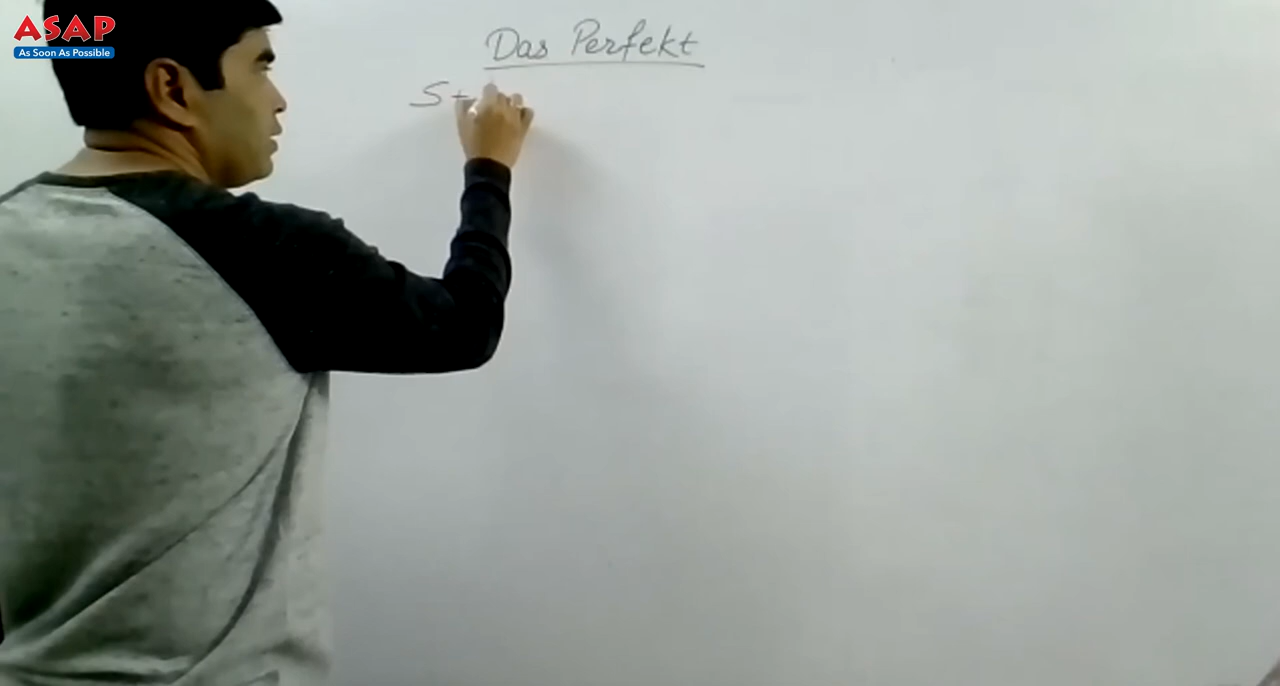 ASAP
As Soon As Possible
Das Perfekt
S +